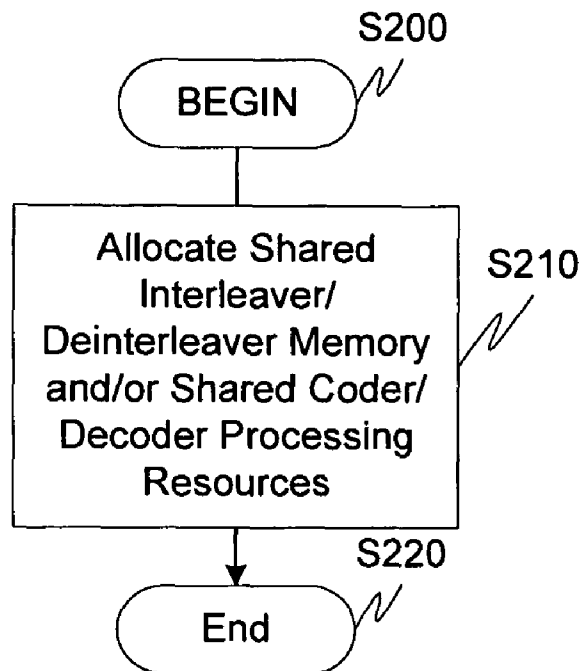 S200
BEGIN
Allocate Shared
Interleaver/
Deinterleaver Memory
and/or Shared Coder/
Decoder Processing
Resources
S210
S220
End